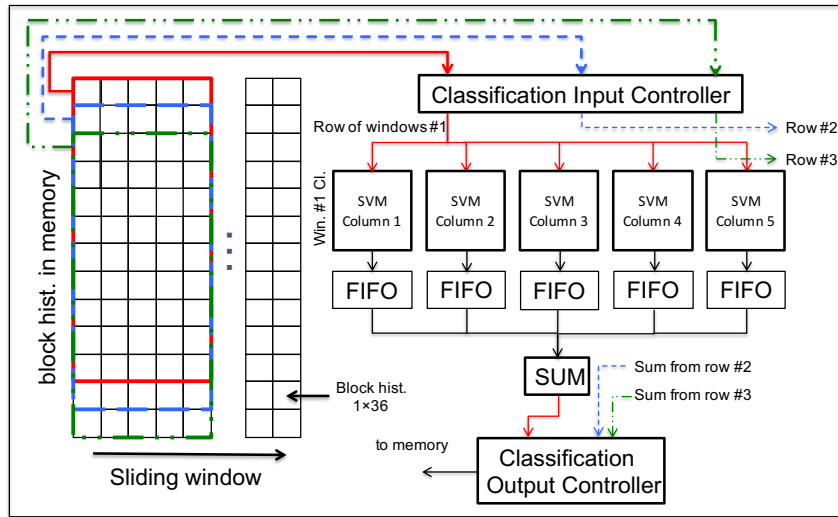 Classification Input Controller
Row of windows #1
Row #2
Row #3
block hist. in memory
Win. #1 Cl.
SVM
Column 1
SVM
Column 2
SVM
Column 3
SVM
Column 4
SVM
Column 5
FIFO
FIFO
FIFO
FIFO
FIFO
SUM
Sum from row #2
Sum from row #3
Block hist.
1×36
to memory
Classification
Output Controller
Sliding window